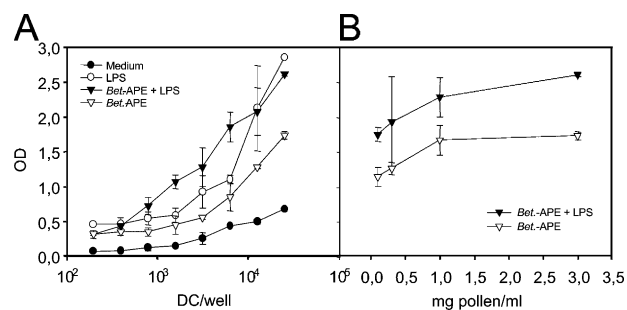 A
B
3,0
2,5
2,0
1,5
1,0
0,5
0,0
OD
Medium
LPS
Bet-APE + LPS
Bet.APE
10² 10³ 10⁴ 10⁵
DC/well
Bet.-APE + LPS
Bet.-APE
0,0 0,5 1,0 1,5 2,0 2,5 3,0 3,5
mg pollen/ml